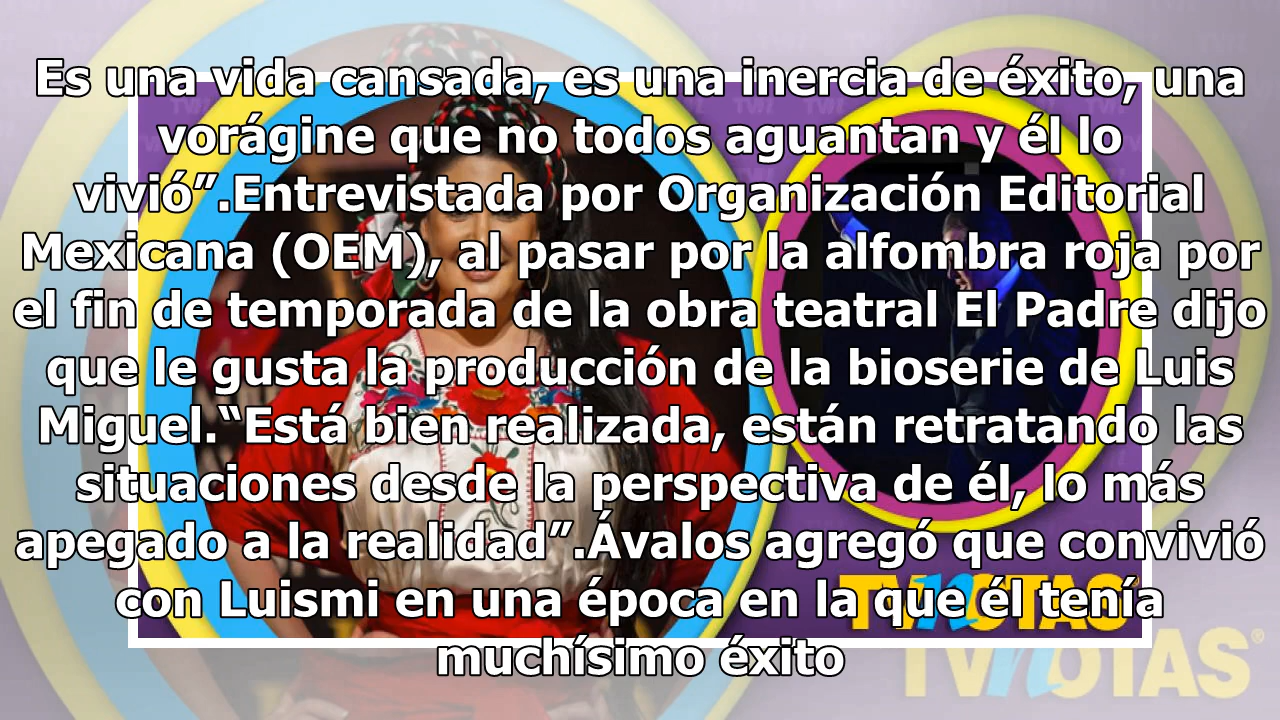 Es una vida cansada, es una inercia de éxito, una
vorágine que no todos aguantan y él lo
vivió”.Entrevistada por Organización Editorial
Mexicana (OEM), al pasar por la alfombra roja por
el fin de temporada de la obra teatral El Padre dijo
que le gusta la producción de la bioserie de Luis
Miguel.“Está bien realizada, están retratando las
situaciones desde la perspectiva de él, lo más
apegado a la realidad”.Ávalos agregó que convivió
con Luismi en una época en la que él tenía
muchísimo éxito
TVnOTAS
TVnOTAS®